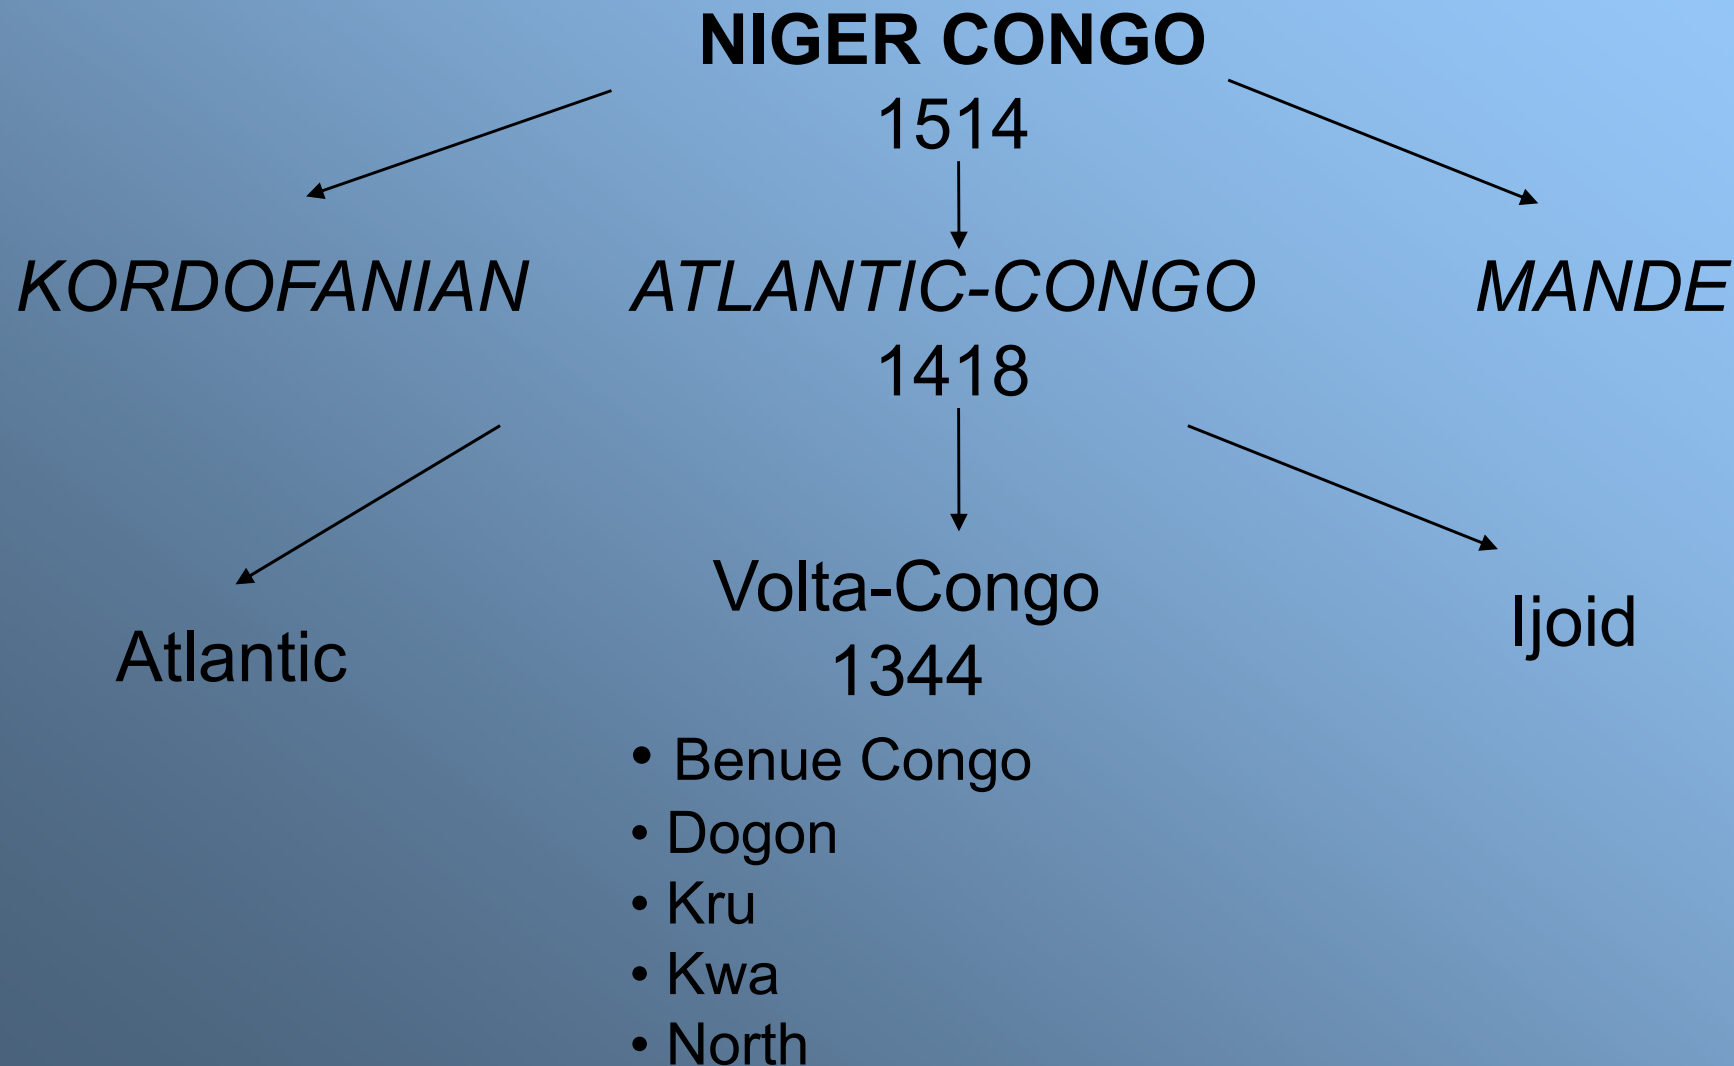 NIGER CONGO
1514
KORDOFANIAN ATLANTIC-CONGO MANDE
1418
Atlantic
Volta-Congo
1344
Ijoid
• Benue Congo
• Dogon
• Kru
• Kwa
• North